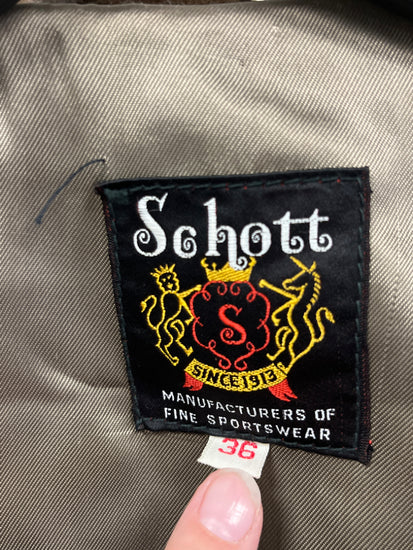 Schott
S
SINCE 1913
MANUFACTURERS OF
FINE SPORTSWEAR
36